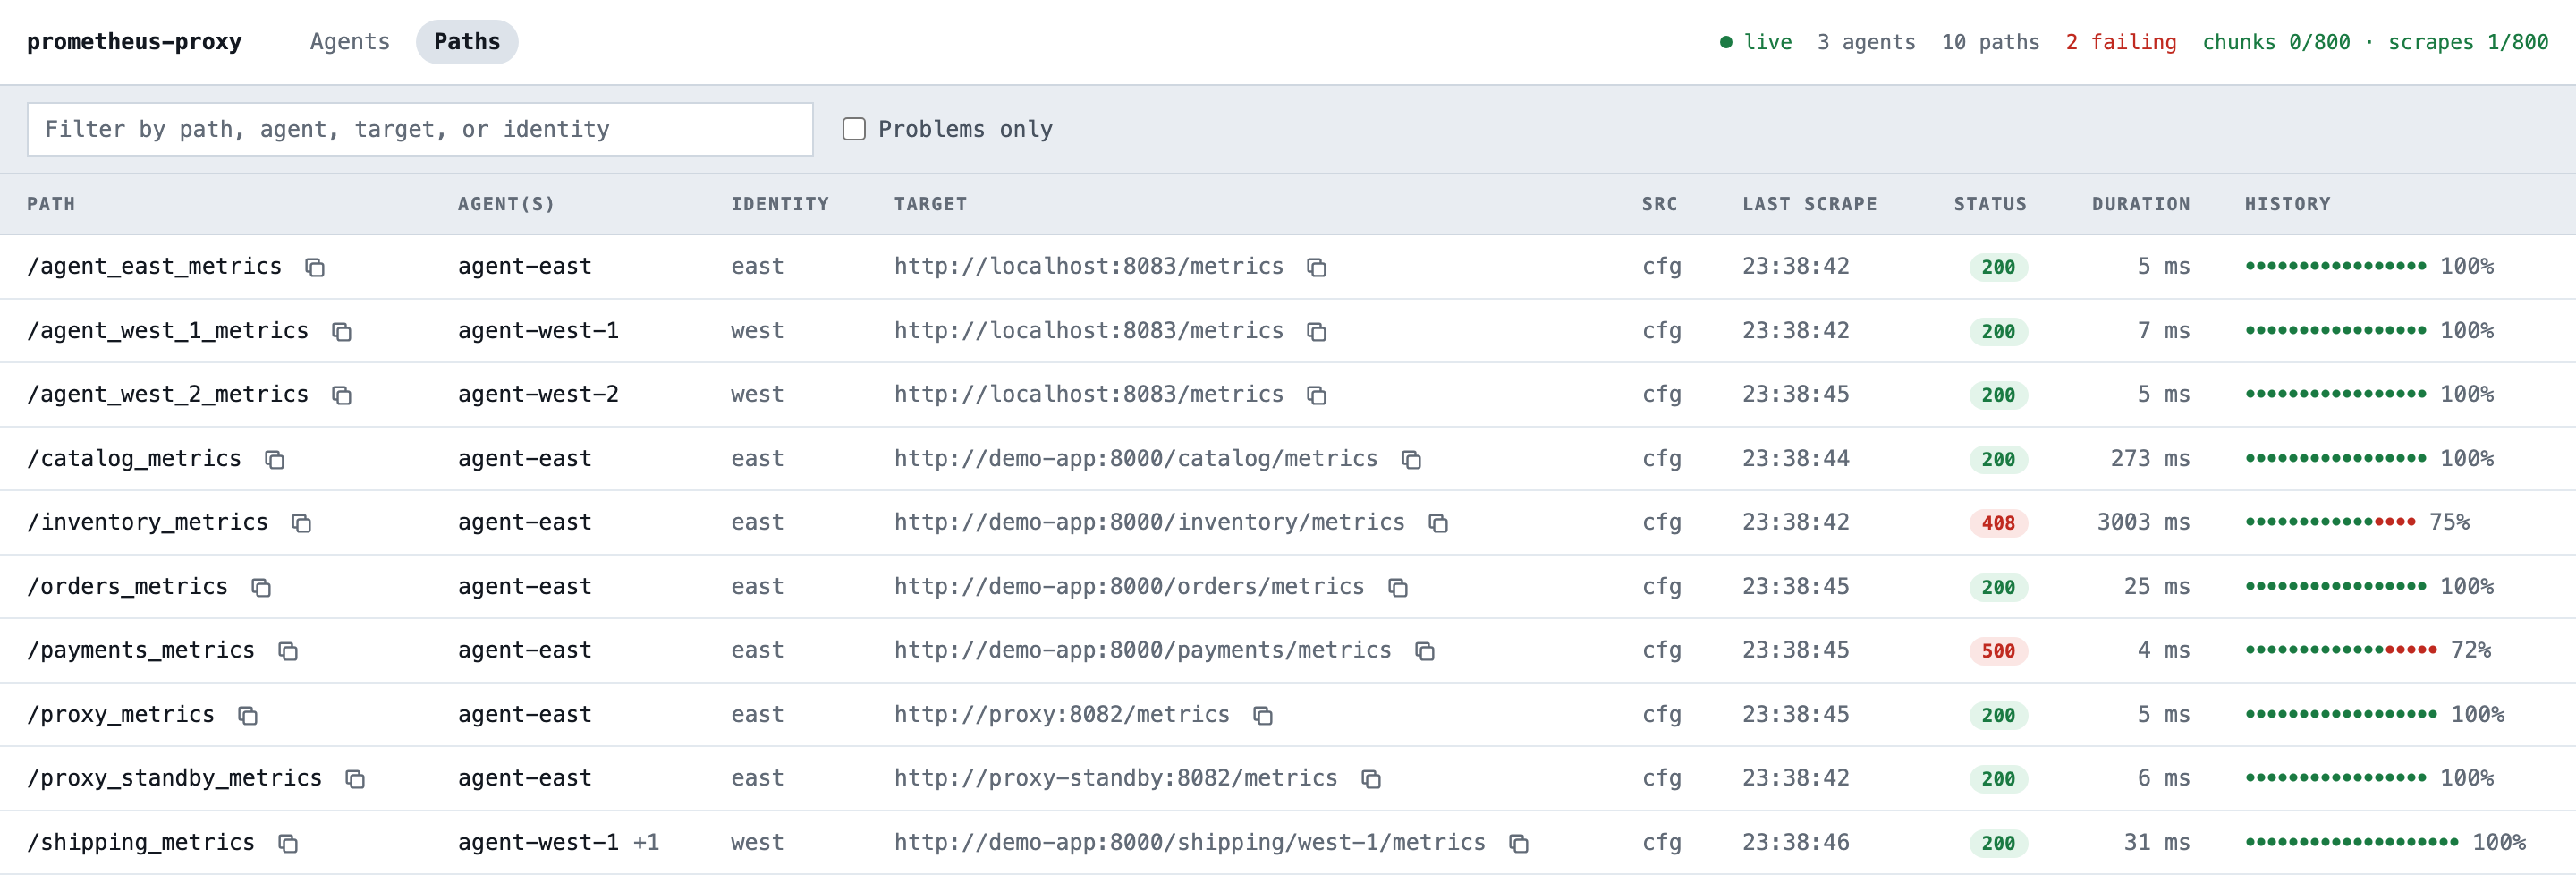 prometheus-proxy Agents Paths live 3 agents 10 paths 2 failing chunks 0/800 · scrapes 1/800
Filter by path, agent, target, or identity Problems only
PATH AGENT(S) IDENTITY TARGET SRC LAST SCRAPE STATUS DURATION HISTORY
/agent_east_metrics agent-east east http://localhost:8083/metrics cfg 23:38:42 200 5 ms 100%
/agent_west_1_metrics agent-west-1 west http://localhost:8083/metrics cfg 23:38:42 200 7 ms 100%
/agent_west_2_metrics agent-west-2 west http://localhost:8083/metrics cfg 23:38:45 200 5 ms 100%
/catalog_metrics agent-east east http://demo-app:8000/catalog/metrics cfg 23:38:44 200 273 ms 100%
/inventory_metrics agent-east east http://demo-app:8000/inventory/metrics cfg 23:38:42 408 3003 ms 75%
/orders_metrics agent-east east http://demo-app:8000/orders/metrics cfg 23:38:45 200 25 ms 100%
/payments_metrics agent-east east http://demo-app:8000/payments/metrics cfg 23:38:45 500 4 ms 72%
/proxy_metrics agent-east east http://proxy:8082/metrics cfg 23:38:45 200 5 ms 100%
/proxy_standby_metrics agent-east east http://proxy-standby:8082/metrics cfg 23:38:42 200 6 ms 100%
/shipping_metrics agent-west-1 +1 west http://demo-app:8000/shipping/west-1/metrics cfg 23:38:46 200 31 ms 100%